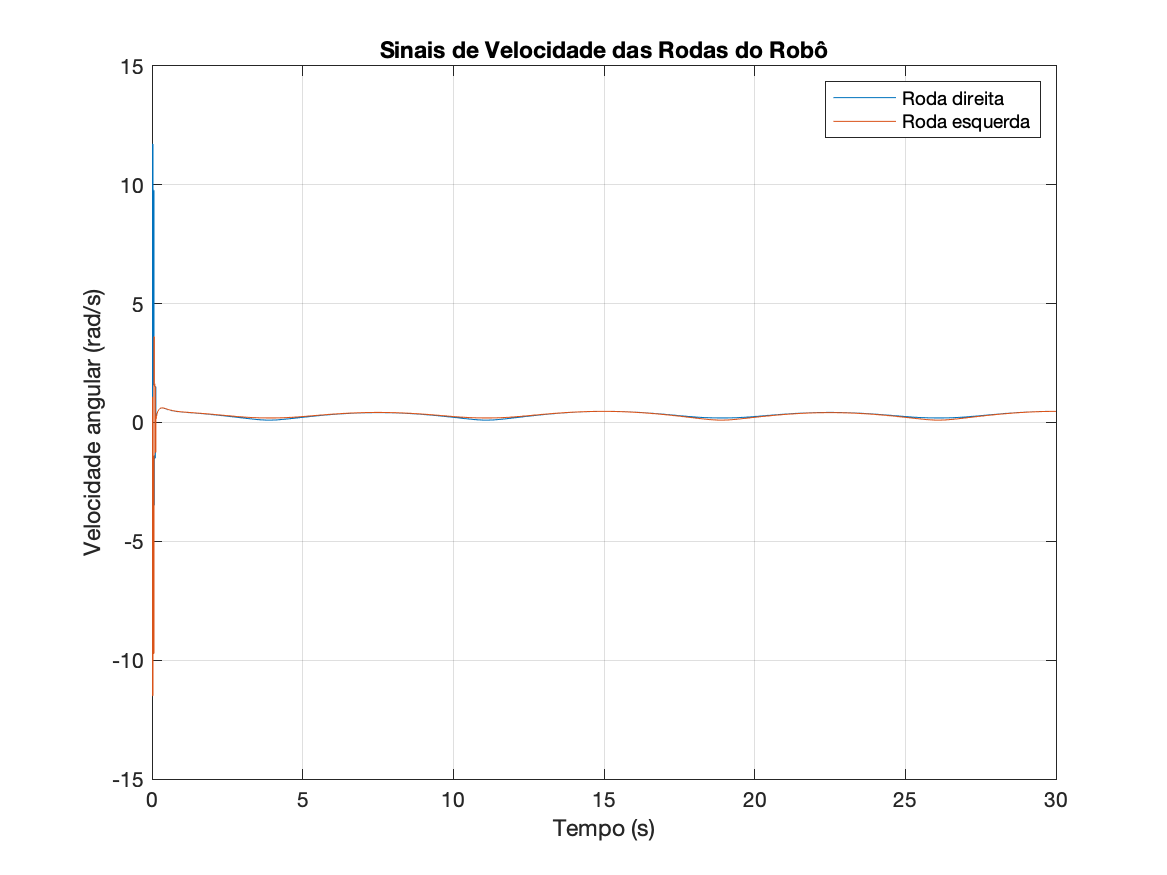 Sinais de Velocidade das Rodas do Robô
Roda direita
Roda esquerda
15
10
5
0
-5
-10
-15
Velocidade angular (rad/s)
0 5 10 15 20 25 30
Tempo (s)